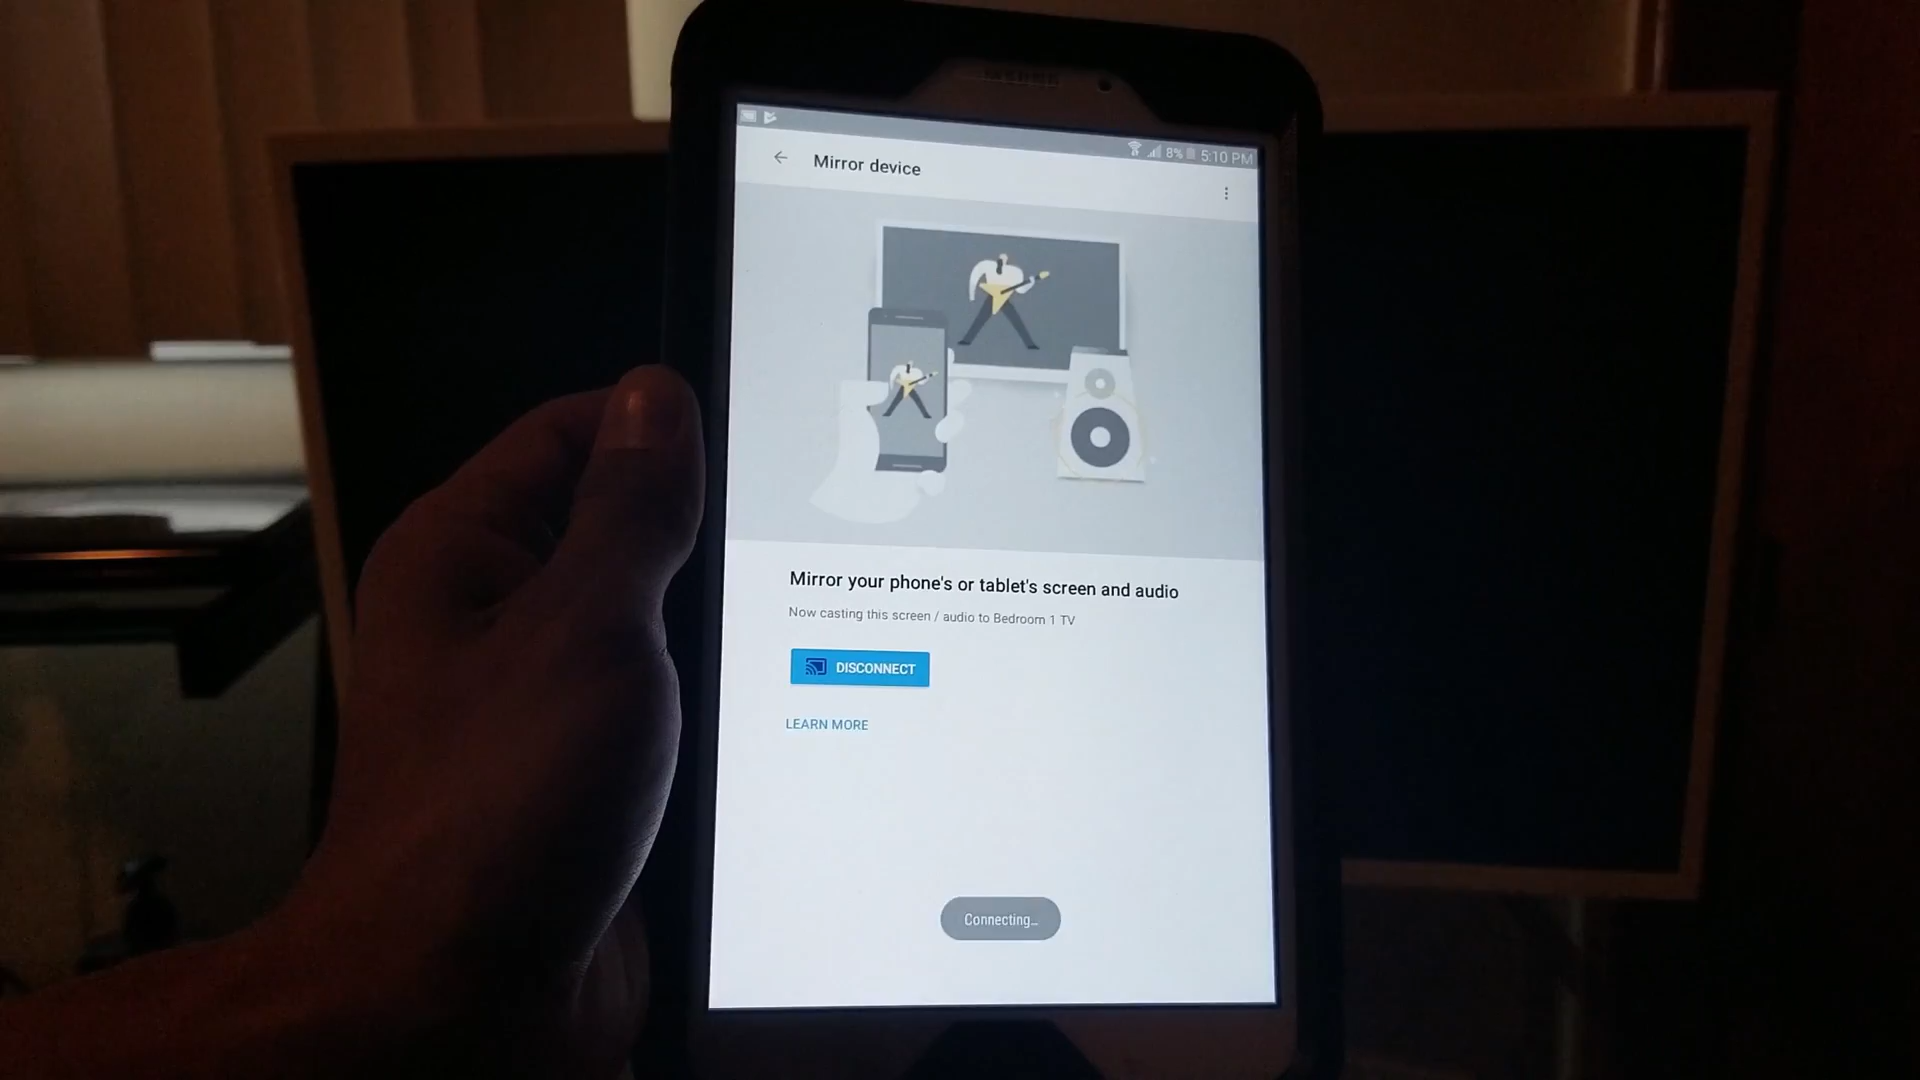 8% 5:10 PM
Mirror device
Mirror your phone's or tablet's screen and audio
Now casting this screen / audio to Bedroom 1 TV
DISCONNECT
LEARN MORE
Connecting...